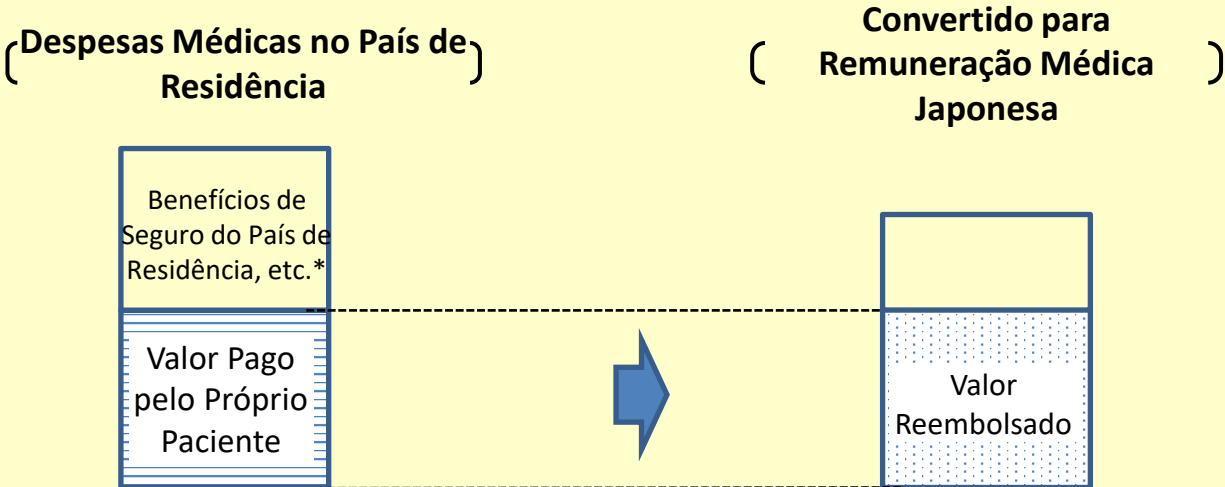 Despesas Médicas no País de
Residência
Convertido para
Remuneração Médica
Japonesa
Benefícios de
Seguro do País de
Residência, etc.*
Valor Pago
pelo Próprio
Paciente
Valor
Reembolsado